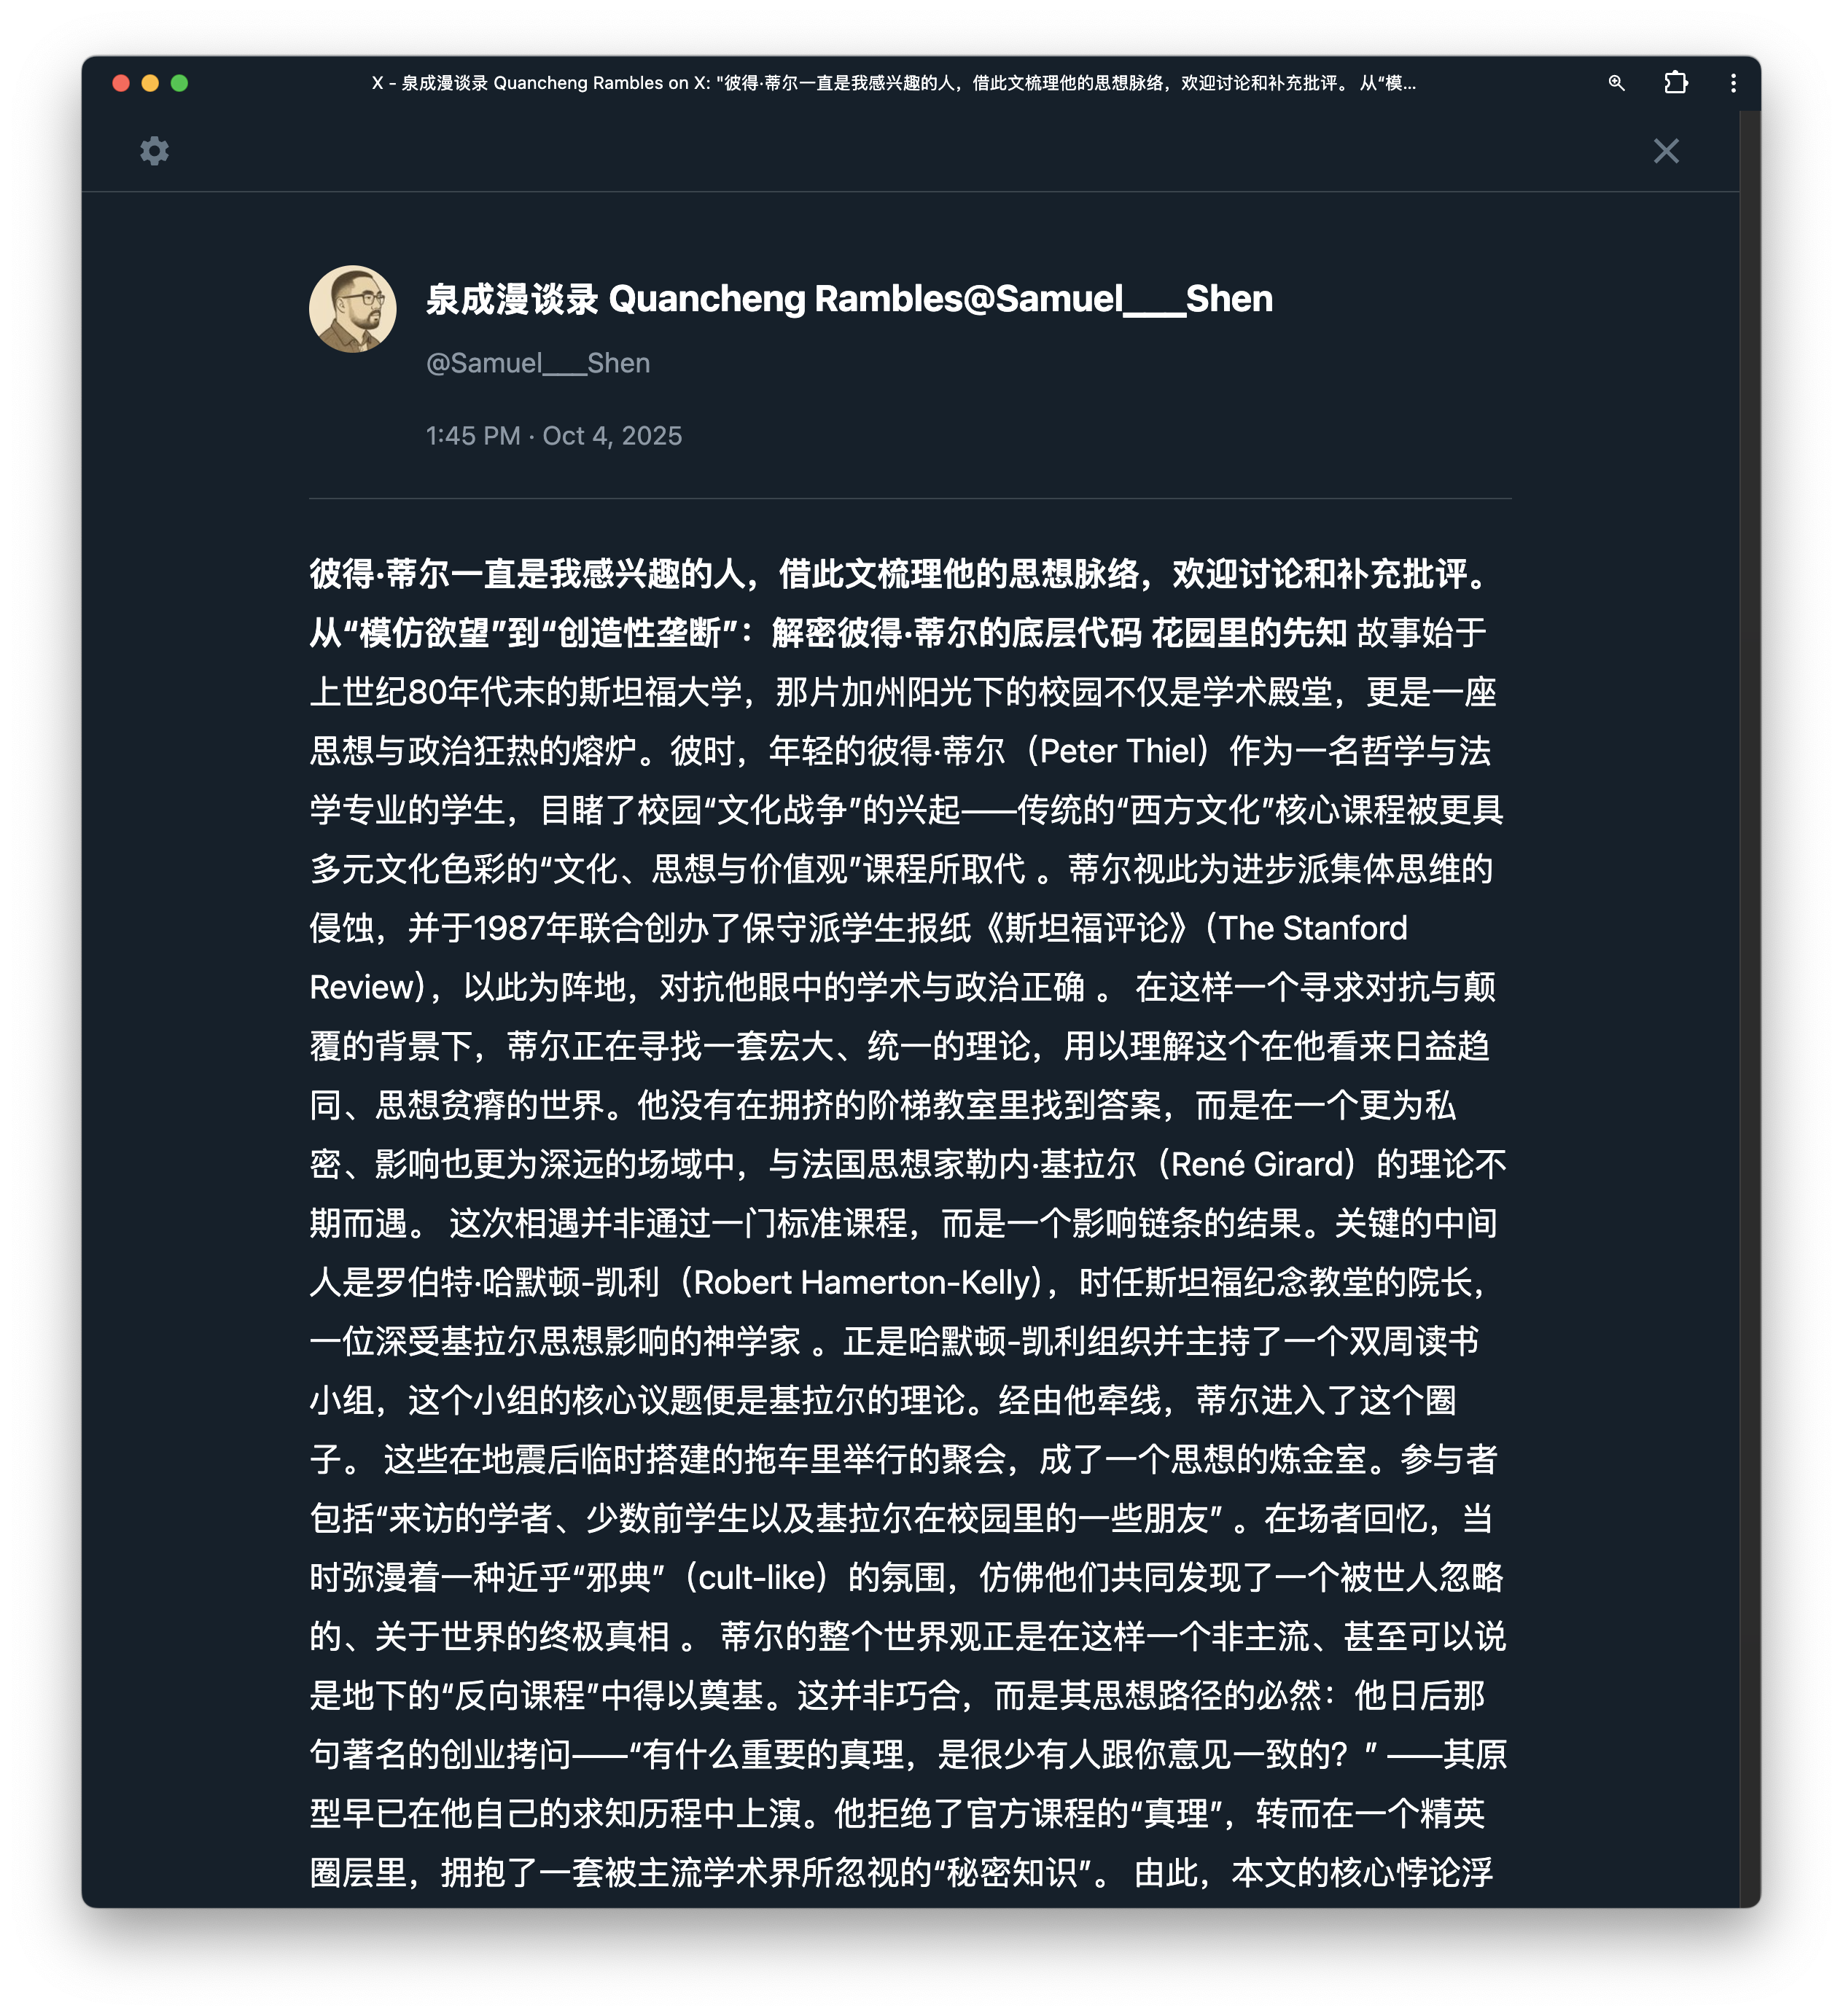 X - 泉成漫谈录 Quancheng Rambles on X: "彼得·蒂尔一直是我感兴趣的人，借此文梳理他的思想脉络，欢迎讨论和补充批评。 从“模...
泉成漫谈录 Quancheng Rambles@Samuel___Shen
@Samuel___Shen
1:45 PM · Oct 4, 2025
彼得·蒂尔一直是我感兴趣的人，借此文梳理他的思想脉络，欢迎讨论和补充批评。
从“模仿欲望”到“创造性垄断”：解密彼得·蒂尔的底层代码 花园里的先知 故事始于
上世纪80年代末的斯坦福大学，那片加州阳光下的校园不仅是学术殿堂，更是一座
思想与政治狂热的熔炉。彼时，年轻的彼得·蒂尔（Peter Thiel）作为一名哲学与法
学专业的学生，目睹了校园“文化战争”的兴起——传统的“西方文化”核心课程被更具
多元文化色彩的“文化、思想与价值观”课程所取代 。蒂尔视此为进步派集体思维的
侵蚀，并于1987年联合创办了保守派学生报纸《斯坦福评论》（The Stanford
Review），以此为阵地，对抗他眼中的学术与政治正确 。 在这样一个寻求对抗与颠
覆的背景下，蒂尔正在寻找一套宏大、统一的理论，用以理解这个在他看来日益趋
同、思想贫瘠的世界。他没有在拥挤的阶梯教室里找到答案，而是在一个更为私
密、影响也更为深远的场域中，与法国思想家勒内·基拉尔（René Girard）的理论不
期而遇。 这次相遇并非通过一门标准课程，而是一个影响链条的结果。关键的中间
人是罗伯特·哈默顿-凯利（Robert Hamerton-Kelly），时任斯坦福纪念教堂的院长，
一位深受基拉尔思想影响的神学家 。正是哈默顿-凯利组织并主持了一个双周读书
小组，这个小组的核心议题便是基拉尔的理论。经由他牵线，蒂尔进入了这个圈
子。 这些在地震后临时搭建的拖车里举行的聚会，成了一个思想的炼金室。参与者
包括“来访的学者、少数前学生以及基拉尔在校园里的一些朋友” 。在场者回忆，当
时弥漫着一种近乎“邪典”（cult-like）的氛围，仿佛他们共同发现了一个被世人忽略
的、关于世界的终极真相 。 蒂尔的整个世界观正是在这样一个非主流、甚至可以说
是地下的“反向课程”中得以奠基。这并非巧合，而是其思想路径的必然：他日后那
句著名的创业拷问——“有什么重要的真理，是很少有人跟你意见一致的？” ——其原
型早已在他自己的求知历程中上演。他拒绝了官方课程的“真理”，转而在一个精英
圈层里，拥抱了一套被主流学术界所忽视的“秘密知识”。 由此，本文的核心悖论浮